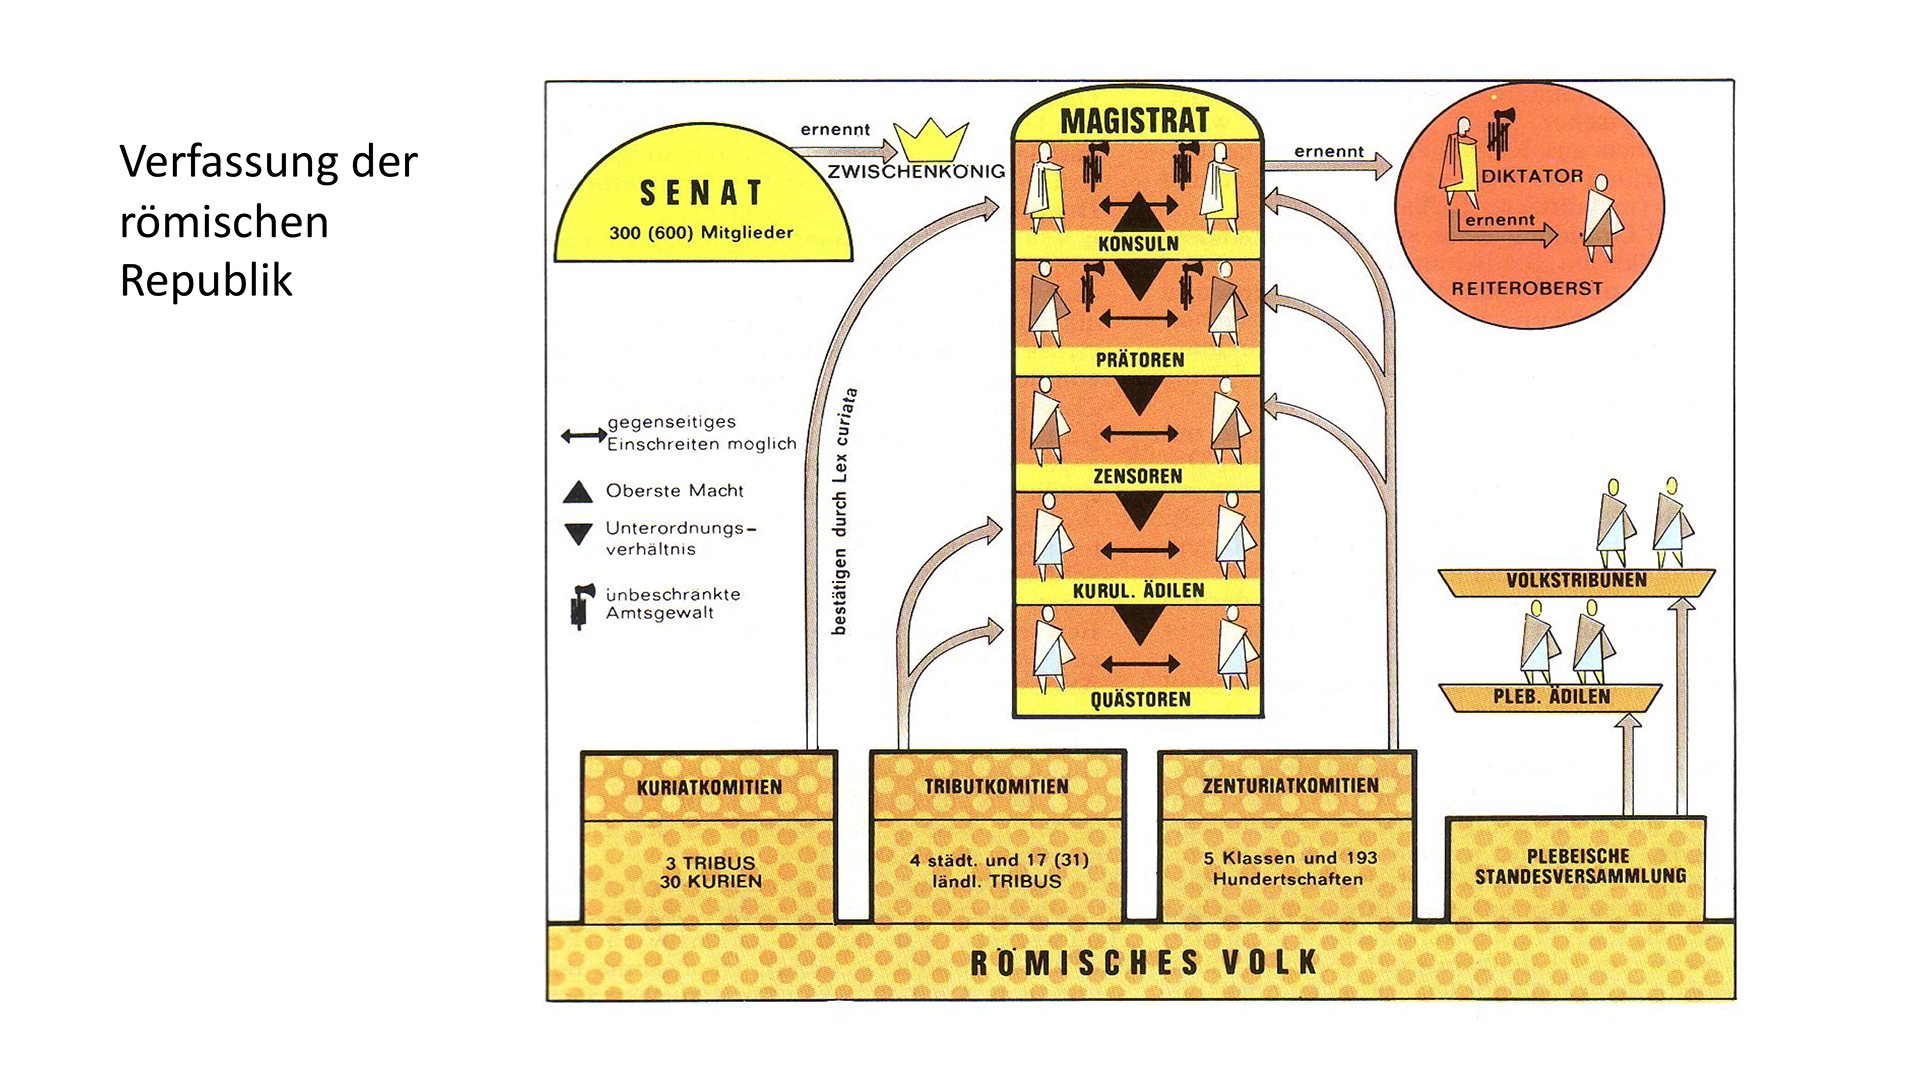 Verfassung der
römischen
Republik
SENAT
300 (600) Mitglieder
ernennt
ZWISCHENKÖNIG
MAGISTRAT
KONSULN
PRÄTOREN
ZENSOREN
KURUL. ÄDILEN
QUÄSTOREN
ernennt
DIKTATOR
ernennt
REITEROBERST
gegenseitiges
Einschreiten moglich
Oberste Macht
Unterordnungs-
verhältnis
unbeschränkte
Amtsgewalt
bestätigen durch Lex curiata
VOLKSTRIBUNEN
PLEB. ÄDILEN
KURIATKOMITIEN
3 TRIBUS
30 KURIEN
TRIBUTKOMITIEN
4 städt. und 17 (31)
ländl. TRIBUS
ZENTURIATKOMITIEN
5 Klassen und 193
Hundertschaften
PLEBEISCHE
STANDESVERSAMMLUNG
RÖMISCHES VOLK